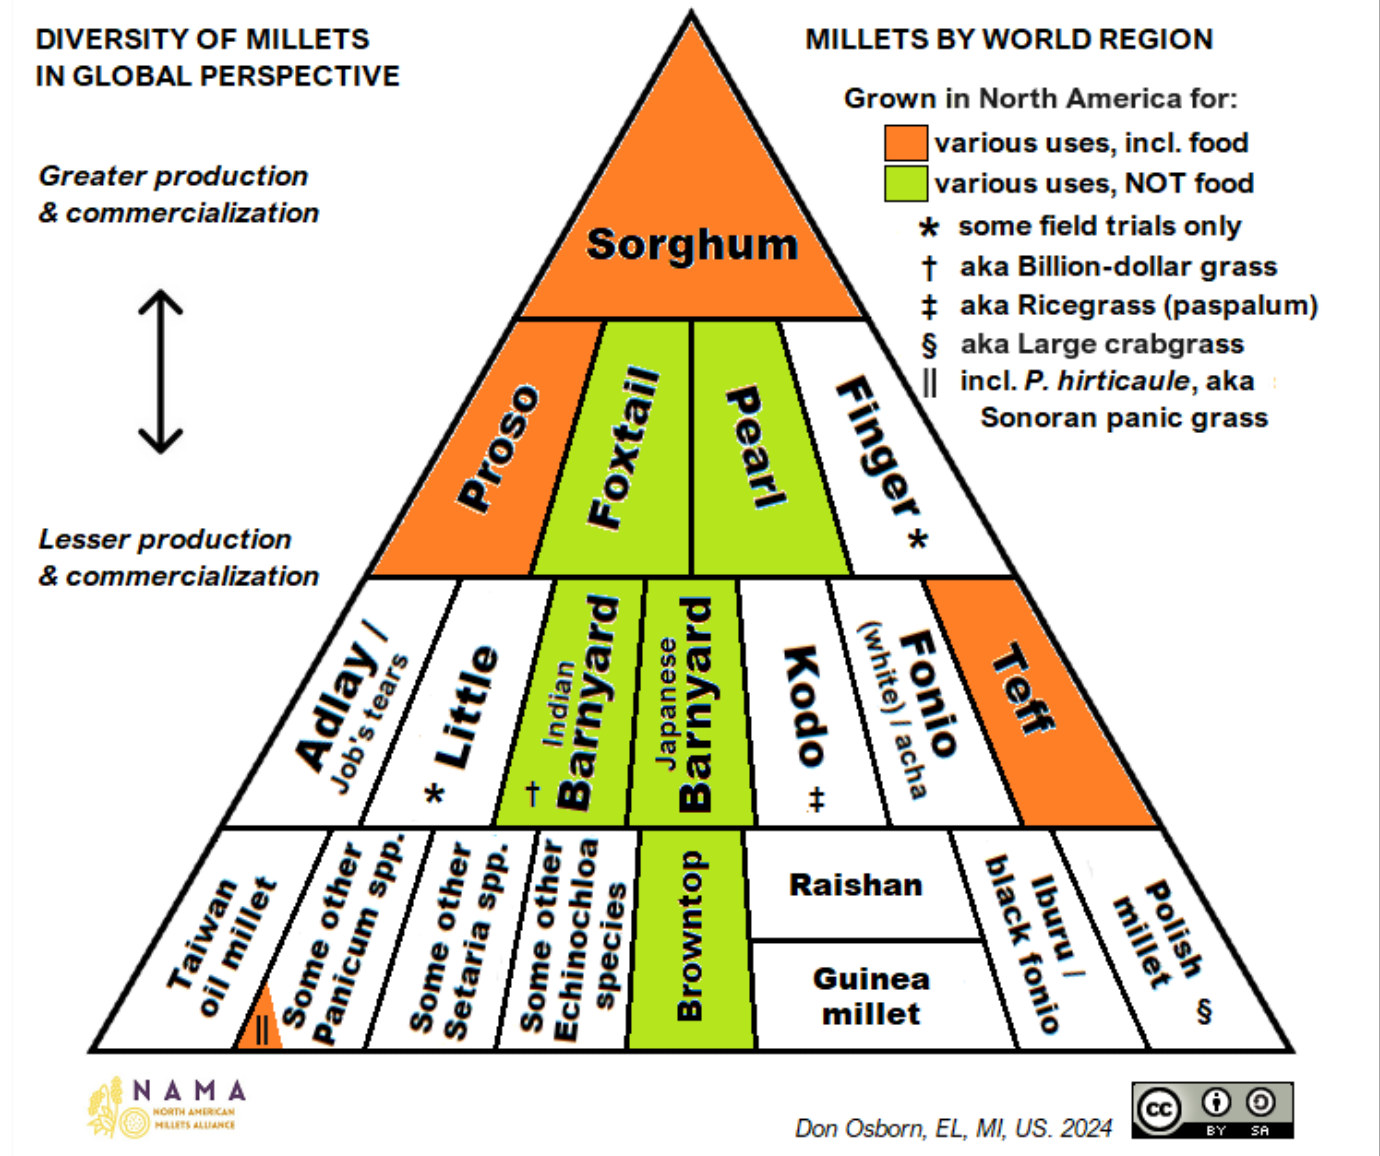 DIVERSITY OF MILLETS
IN GLOBAL PERSPECTIVE
MILLETS BY WORLD REGION
Grown in North America for:
various uses, incl. food
various uses, NOT food
* some field trials only
† aka Billion-dollar grass
‡ aka Ricegrass (paspalum)
§ aka Large crabgrass
|| incl. P. hirticaule, aka
Sonoran panic grass
Greater production
& commercialization
Lesser production
& commercialization
Sorghum
Proso
Foxtail
Pearl
Finger *
Adlay /
Job's tears
* Little
Indian
† Barnyard
Japanese
Barnyard
Kodo ‡
Fonio
(white) / acha
Teff
Taiwan
oil millet
||
Some other
Panicum spp.
Some other
Setaria spp.
Some other
Echinochloa
species
Browntop
Raishan
Guinea
millet
Iburu /
black fonio
Polish
millet §
NAMA
NORTH AMERICAN
MILLETS ALLIANCE
Don Osborn, EL, MI, US. 2024
cc
BY SA